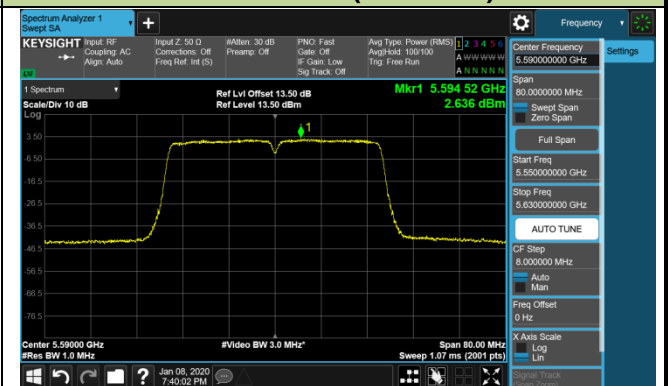 Spectrum Analyzer 1
Swept SA
Frequency
KEYSIGHT
Input: RF
Coupling: AC
Align: Auto
Input Z: 50 Ω
Corrections: Off
Freq Ref: Int (S)
#Atten: 30 dB
Preamp: Off
PNO: Fast
Gate: Off
IF Gain: Low
Sig Track: Off
Avg Type: Power (RMS)
Avg|Hold: 100/100
Trig: Free Run
1 2 3 4 5 6
A W W W W W
A N N N N N
LXI
1 Spectrum
Scale/Div 10 dB
Log
Ref Lvl Offset 13.50 dB
Ref Level 13.50 dBm
Mkr1 5.594 52 GHz
2.636 dBm
1
3.50
-6.50
-16.5
-26.5
-36.5
-46.5
-56.5
-66.5
-76.5
Center 5.59000 GHz
#Res BW 1.0 MHz
#Video BW 3.0 MHz*
Span 80.00 MHz
Sweep 1.07 ms (2001 pts)
Jan 08, 2020
7:40:02 PM
Center Frequency
5.590000000 GHz
Settings
Span
80.0000000 MHz
Swept Span
Zero Span
Full Span
Start Freq
5.550000000 GHz
Stop Freq
5.630000000 GHz
AUTO TUNE
CF Step
8.000000 MHz
Auto
Man
Freq Offset
0 Hz
X Axis Scale
Log
Lin
Signal Track
(Span Zoom)